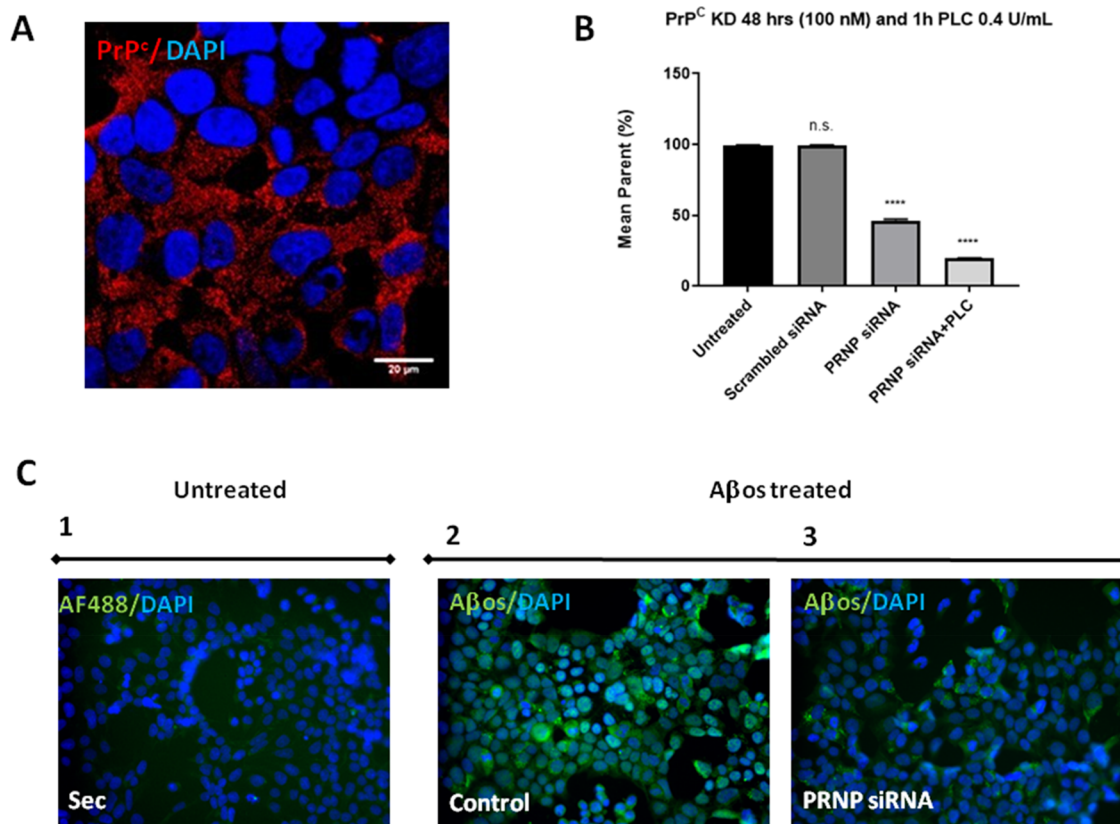 A
PrPᶜ/DAPI
20 µm
B
PrPᶜ KD 48 hrs (100 nM) and 1h PLC 0.4 U/mL
Mean Parent (%)
150
100
50
0
n.s.
****
****
Untreated
Scrambled siRNA
PRNP siRNA
PRNP siRNA+PLC
C
Untreated
Aβos treated
1
2
3
AF488/DAPI
Sec
Aβos/DAPI
Control
Aβos/DAPI
PRNP siRNA